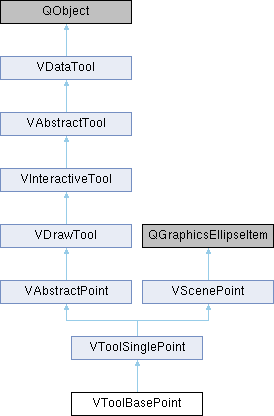 QObject
VDataTool
VAbstractTool
VInteractiveTool
VDrawTool
QGraphicsEllipseItem
VAbstractPoint
VScenePoint
VToolSinglePoint
VToolBasePoint